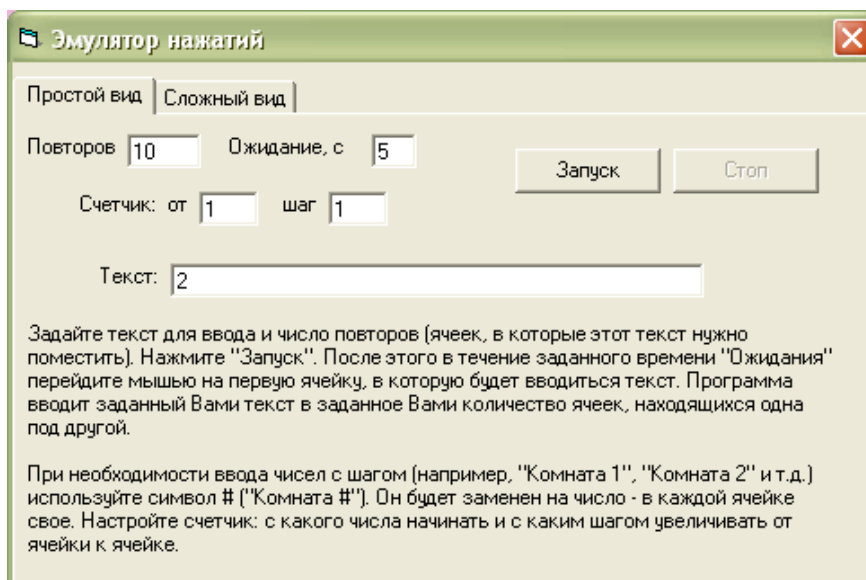 Эмулятор нажатий
Простой вид Сложный вид
Повторов 10 Ожидание, с 5
Запуск Стоп
Счетчик: от 1 шаг 1
Текст: 2
Задайте текст для ввода и число повторов (ячеек, в которые этот текст нужно
поместить). Нажмите "Запуск". После этого в течение заданного времени "Ожидания"
перейдите мышью на первую ячейку, в которую будет вводиться текст. Программа
вводит заданный Вами текст в заданное Вами количество ячеек, находящихся одна
под другой.
При необходимости ввода чисел с шагом (например, "Комната 1", "Комната 2" и т.д.)
используйте символ # ("Комната #"). Он будет заменен на число - в каждой ячейке
свое. Настройте счетчик: с какого числа начинать и с каким шагом увеличивать от
ячейки к ячейке.